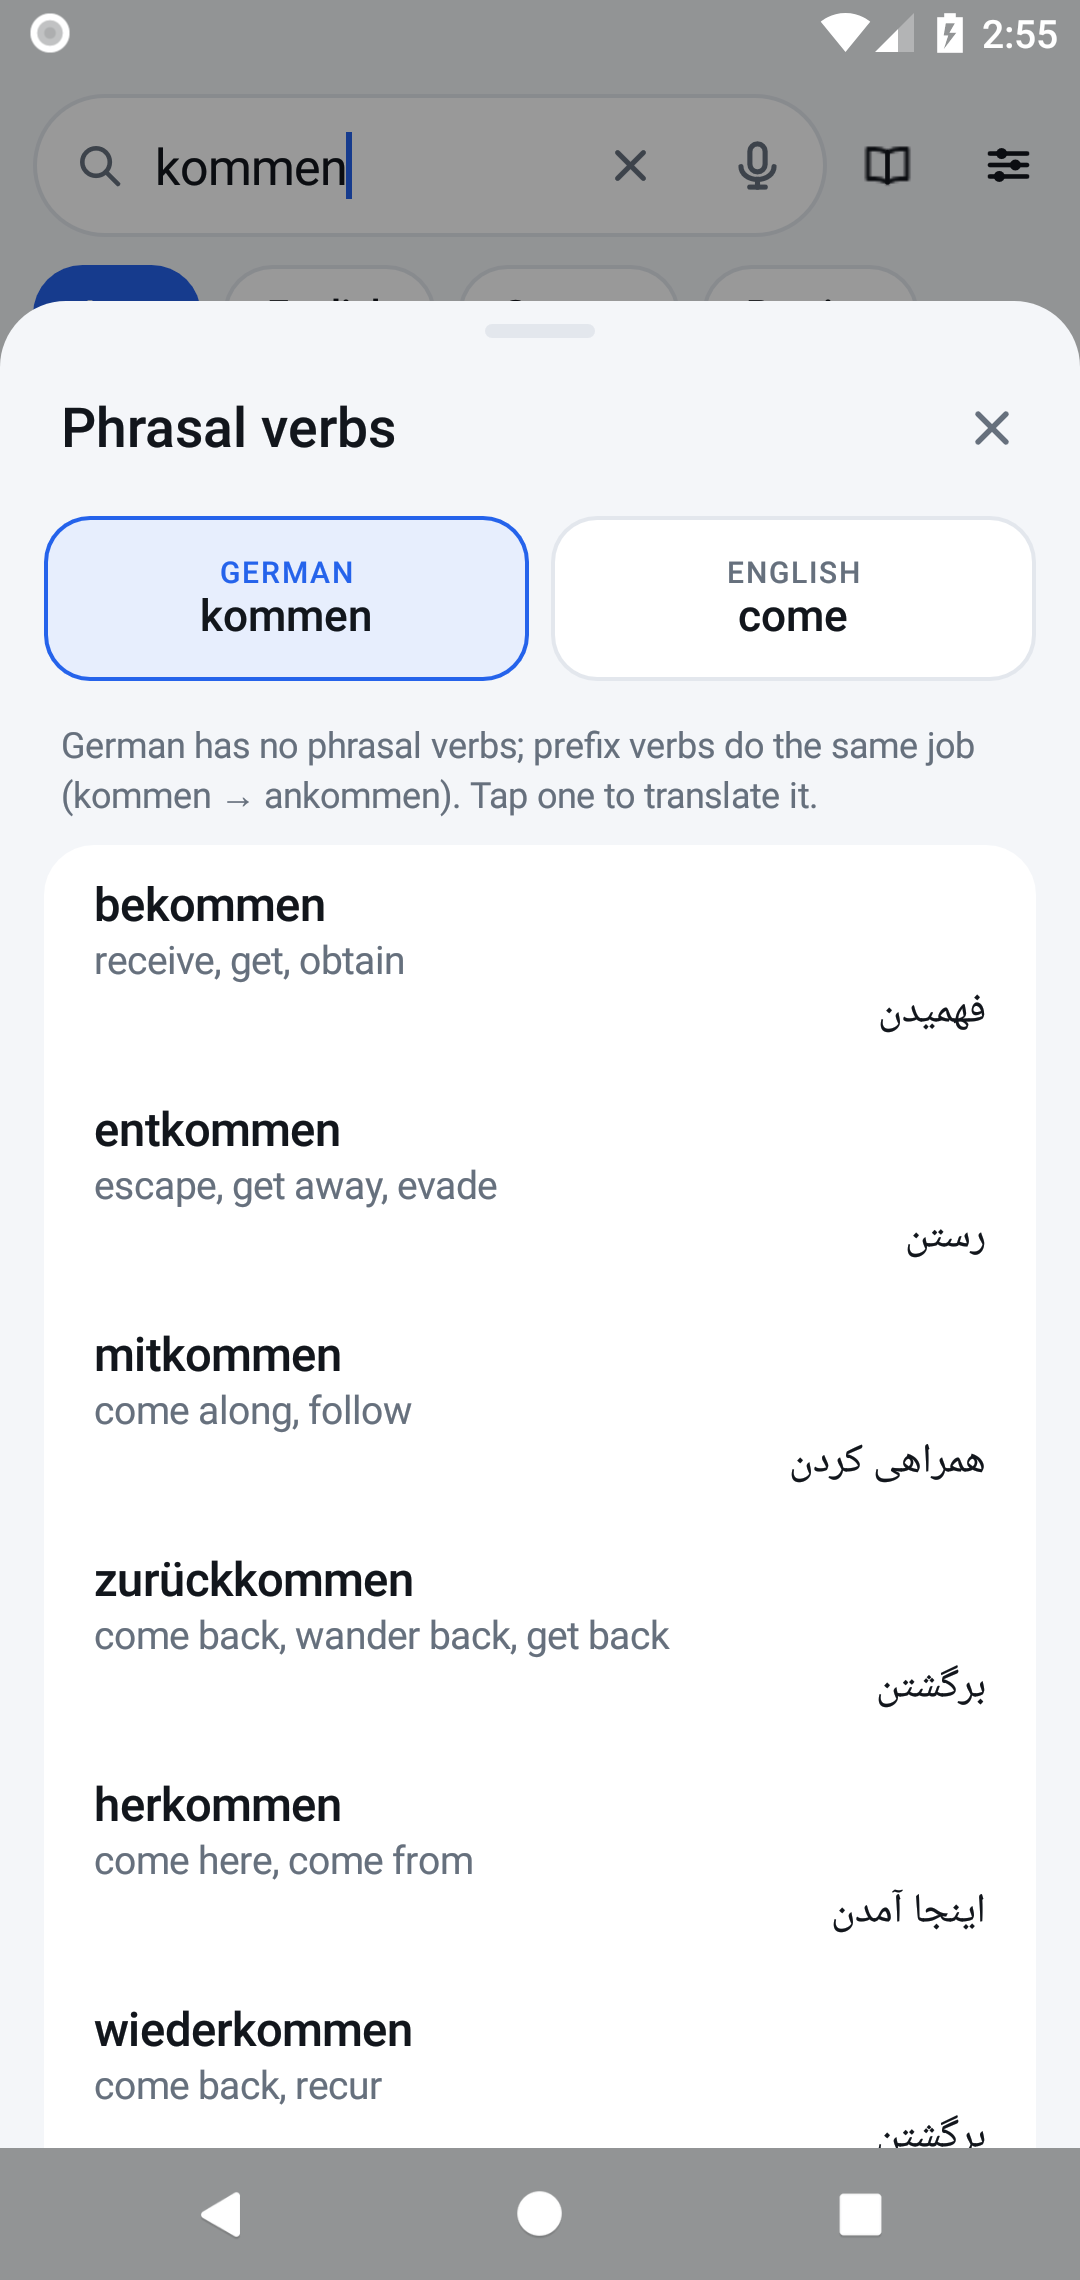 2:55
kommen
Phrasal verbs
GERMAN
kommen
ENGLISH
come
German has no phrasal verbs; prefix verbs do the same job
(kommen → ankommen). Tap one to translate it.
bekommen
receive, get, obtain
فهمیدن
entkommen
escape, get away, evade
رستن
mitkommen
come along, follow
همراهی کردن
zurückkommen
come back, wander back, get back
برگشتن
herkommen
come here, come from
اینجا آمدن
wiederkommen
come back, recur
برگشتن